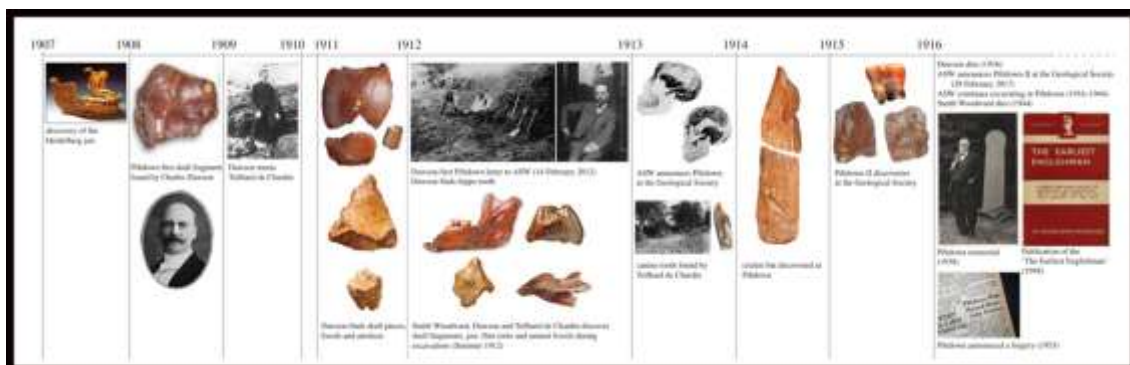 1907
1908
1909
1910
1911
1912
1913
1914
1915
1916
discovery of the
Heidelberg jaw
Piltdown first skull fragment
found by Charles Dawson
Dawson meets
Teilhard de Chardin
Dawson finds skull pieces,
fossils and artefacts
Dawson first Piltdown letter to ASW (14 February, 2012)
Dawson finds hippo tooth
Smith Woodward, Dawson and Teilhard de Chardin discover
skull fragments, jaw, flint tools and animal fossils during
excavations (Summer 1912)
ASW announces Piltdown
at the Geological Society
canine tooth found by
Teilhard de Chardin
cricket bat discovered at
Piltdown
Piltdown II discoveries
at the Geological Society
Dawson dies (1916)
ASW announces Piltdown II at the Geological Society
(28 February, 2017)
ASW continues excavating at Piltdown
Smith Woodward dies (1944)
THE EARLIEST
ENGLISHMAN
Piltdown memorial
(1938)
Publication of the
'The Earliest Englishman'
(1948)
Piltdown announced a forgery (1953)